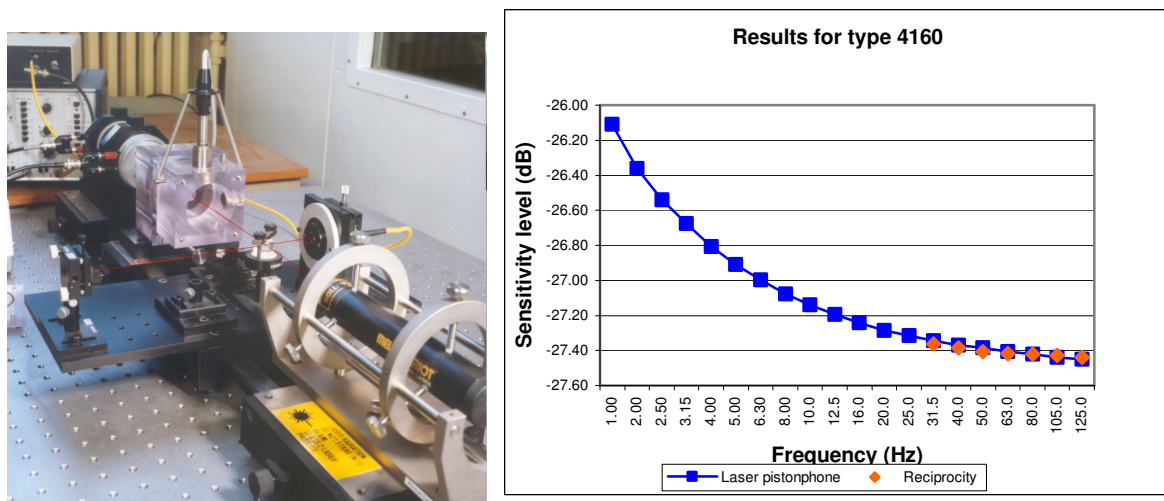 Results for type 4160
Sensitivity level (dB)
-26.00
-26.20
-26.40
-26.60
-26.80
-27.00
-27.20
-27.40
-27.60
1.00 2.00 2.50 3.15 4.00 5.00 6.30 8.00 10.0 12.5 16.0 20.0 25.0 31.5 40.0 50.0 63.0 80.0 105.0 125.0
Frequency (Hz)
Laser pistonphone Reciprocity
LASER RADIATION